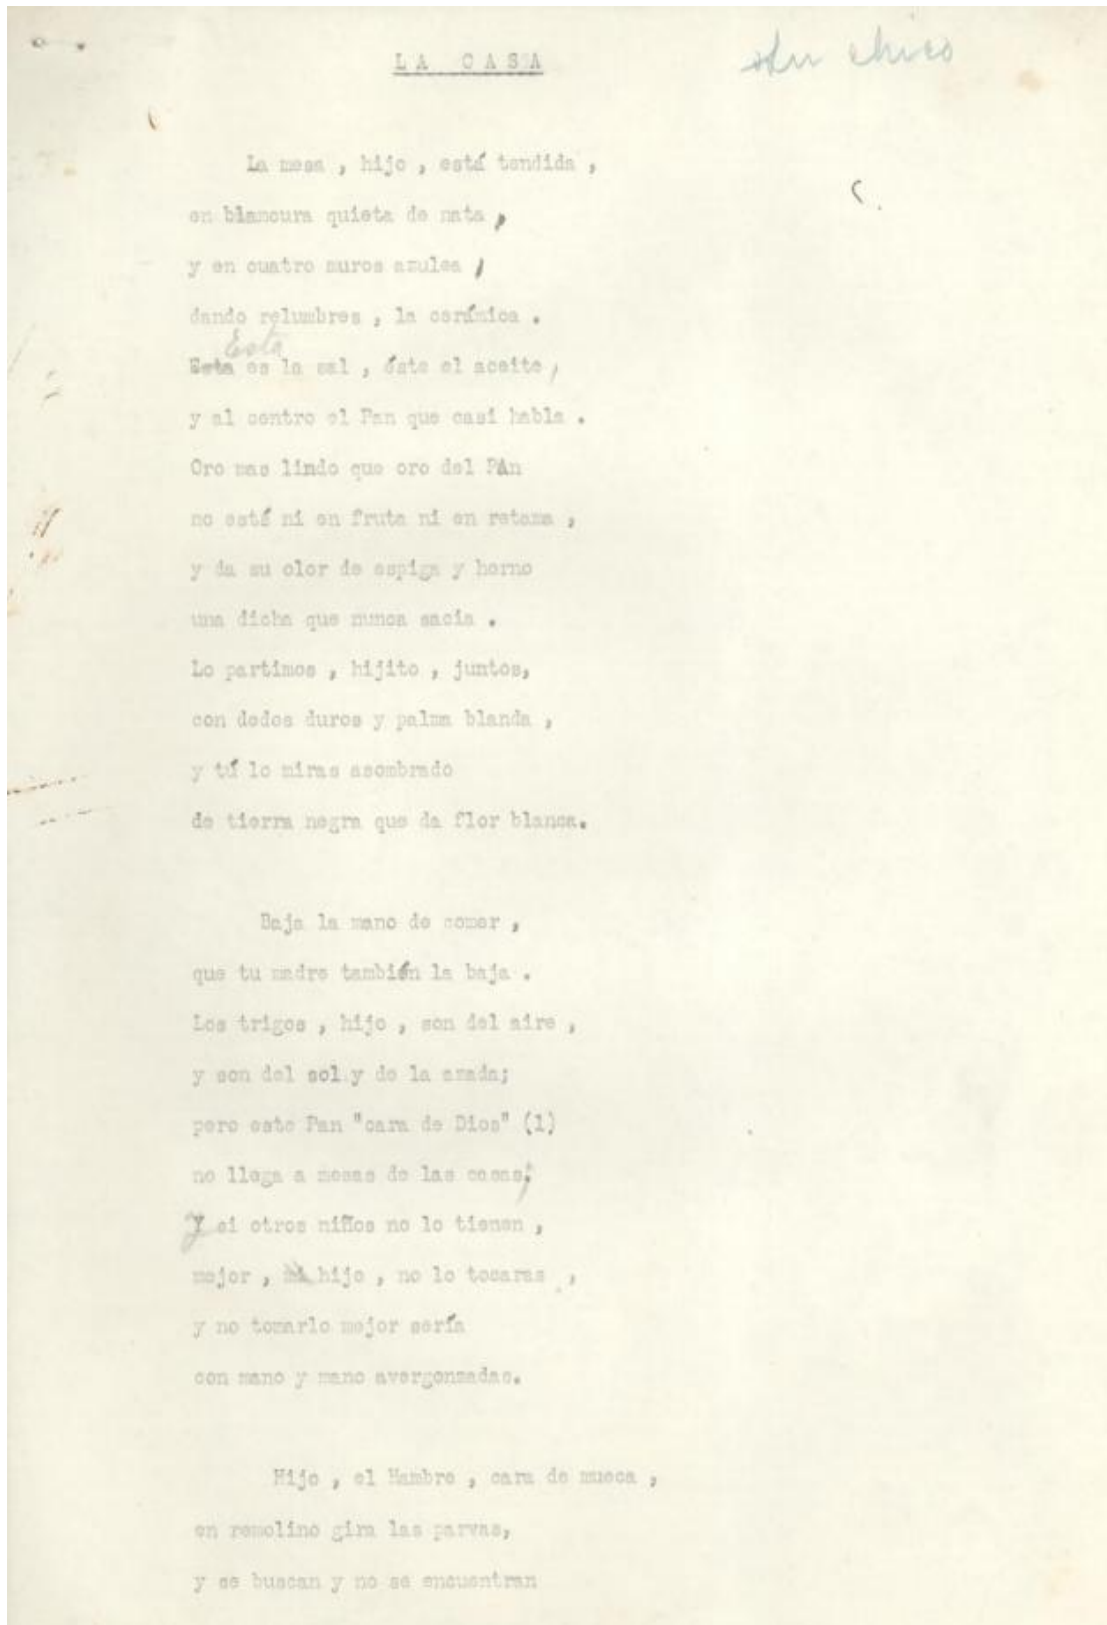 LA CASA
chico
La mesa , hijo , está tendida ,
en blancura quieta de nata ,
y en cuatro muros azulea ,
dando relumbres , la cerámica .
Esta
Esta es la sal , éste el aceite ,
y al centro el Pan que casi habla .
Oro mas lindo que oro del PAn
no está ni en fruta ni en retama ,
y da su olor de espiga y horno
una dicha que nunca sacia .
Lo partimos , hijito , juntos,
con dedos duros y palma blanda ,
y tú lo miras asombrado
de tierra negra que da flor blanca.
Baja la mano de comer ,
que tu madre también la baja .
Los trigos , hijo , son del aire ,
y son del sol y de la azada;
pero este Pan "cara de Dios" (1)
no llega a mesas de las casas;
y si otros niños no lo tienen ,
mejor , mi hijo , no lo tocaras ,
y no tomarlo mejor sería
con mano y mano avergonzadas.
Hijo , el Hambre , cara de mueca ,
en remolino gira las parvas,
y se buscan y no se encuentran